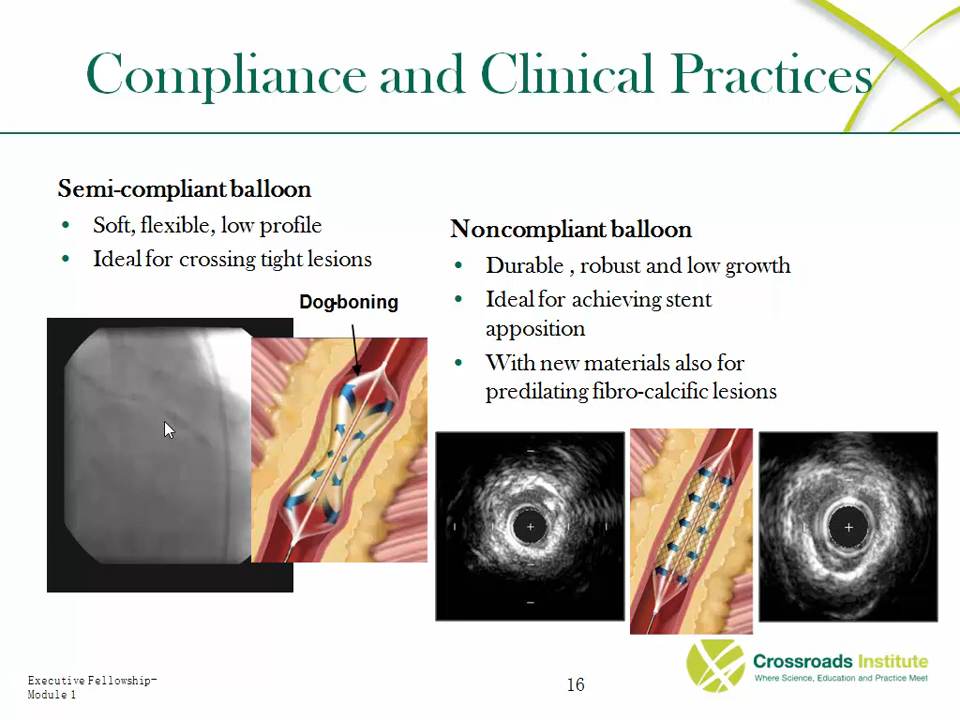 Compliance and Clinical Practices
Semi-compliant balloon
• Soft, flexible, low profile
• Ideal for crossing tight lesions
Dog-boning
Noncompliant balloon
• Durable , robust and low growth
• Ideal for achieving stent
apposition
• With new materials also for
predilating fibro-calcific lesions
Executive Fellowship-
Module 1
16
Crossroads Institute
Where Science, Education and Practice Meet